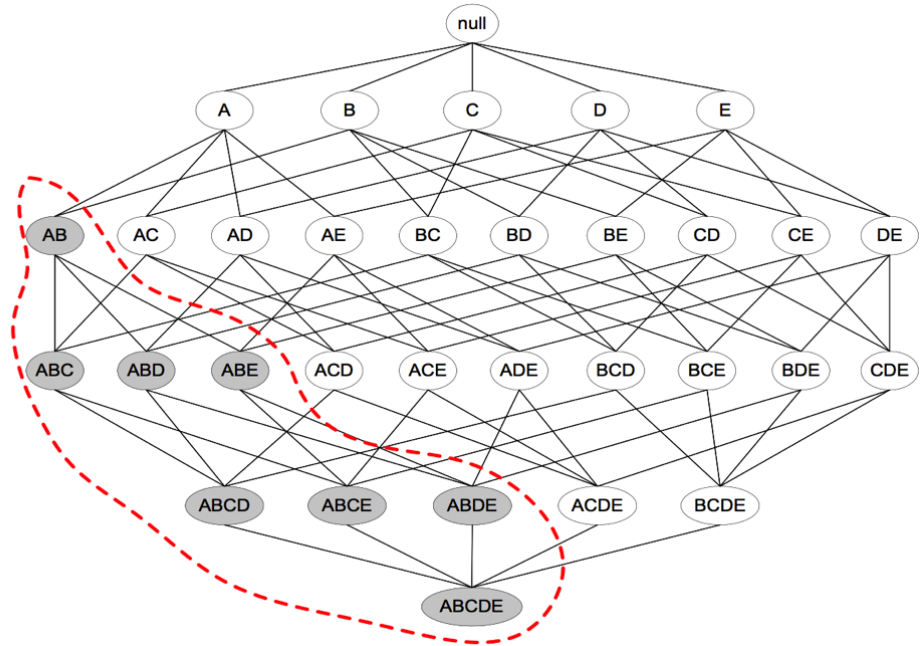 null
A B C D E
AB AC AD AE BC BD BE CD CE DE
ABC ABD ABE ACD ACE ADE BCD BCE BDE CDE
ABCD ABCE ABDE ACDE BCDE
ABCDE